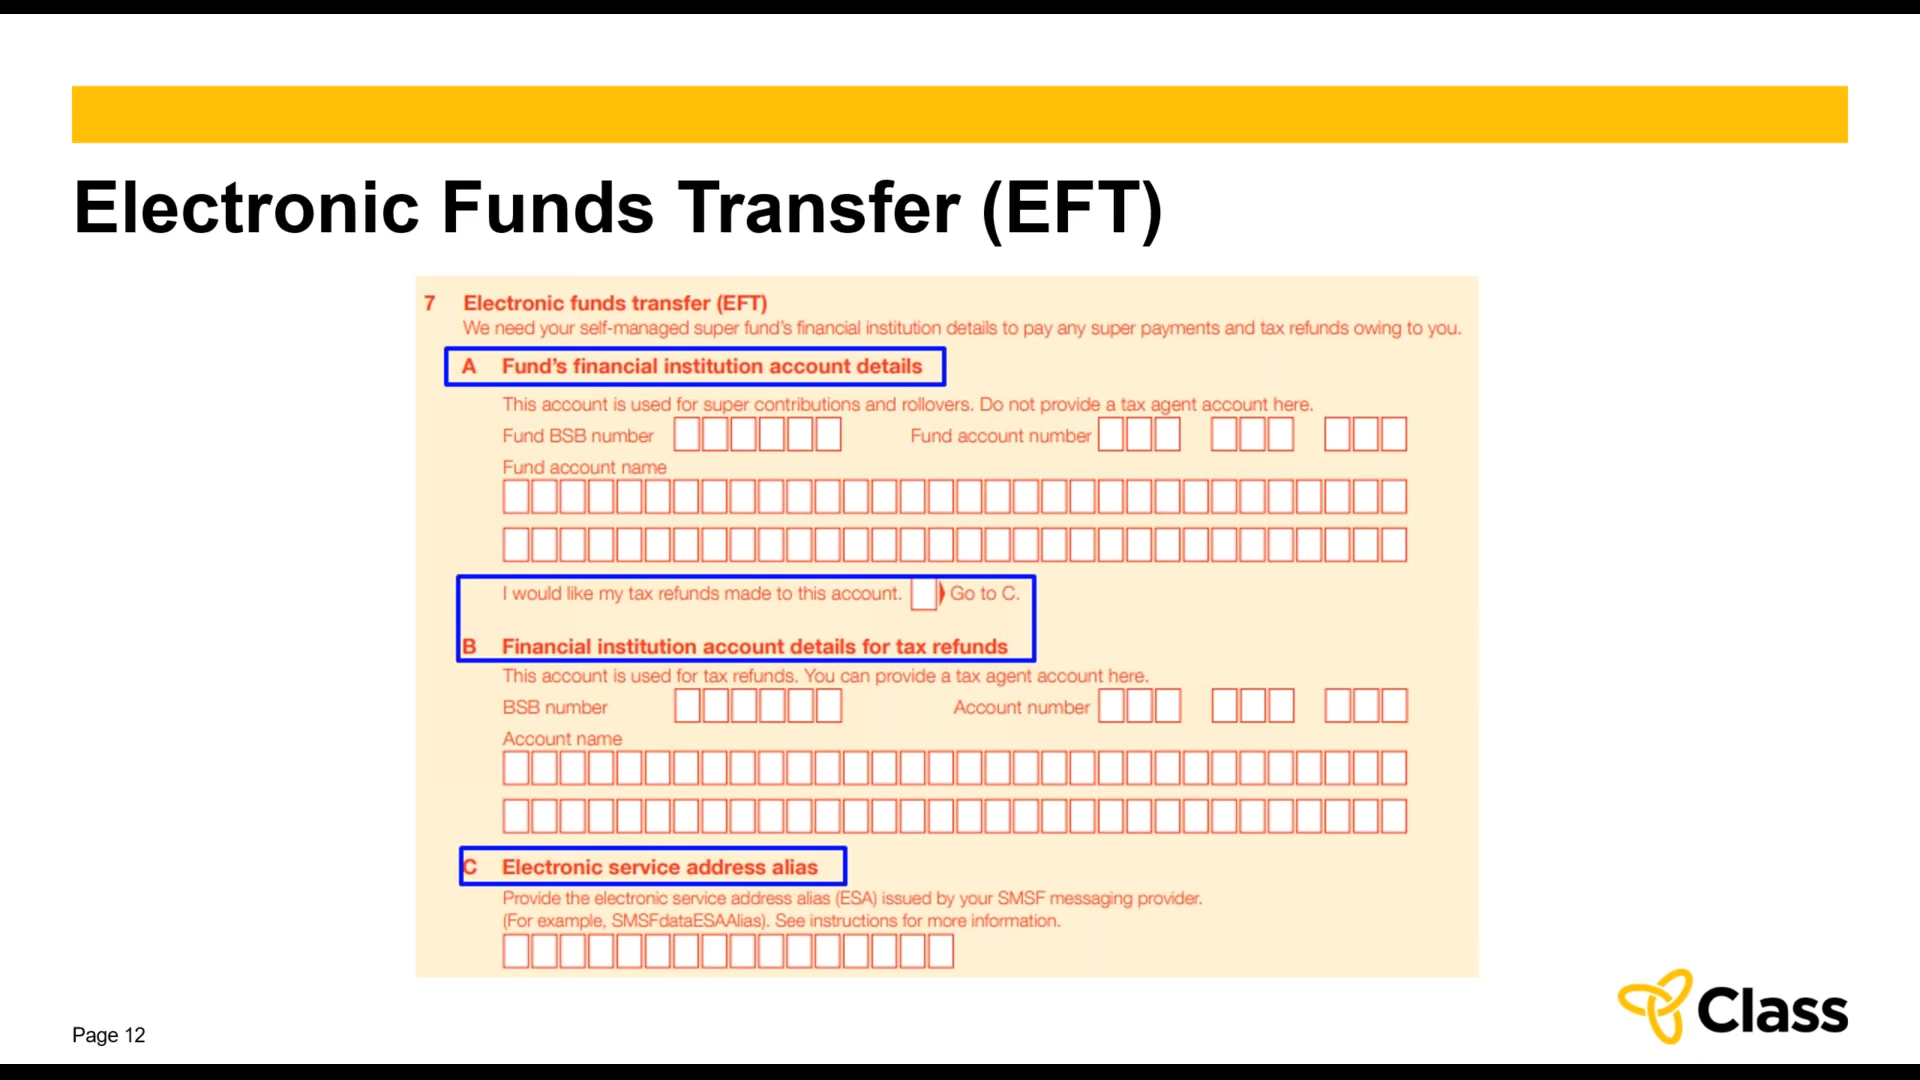 Electronic Funds Transfer (EFT)
7 Electronic funds transfer (EFT)
We need your self-managed super fund's financial institution details to pay any super payments and tax refunds owing to you.
A Fund's financial institution account details
This account is used for super contributions and rollovers. Do not provide a tax agent account here.
Fund BSB number Fund account number
Fund account name
I would like my tax refunds made to this account. Go to C.
B Financial institution account details for tax refunds
This account is used for tax refunds. You can provide a tax agent account here.
BSB number Account number
Account name
C Electronic service address alias
Provide the electronic service address alias (ESA) issued by your SMSF messaging provider.
(For example, SMSFdataESAAlias). See instructions for more information.
Class
Page 12